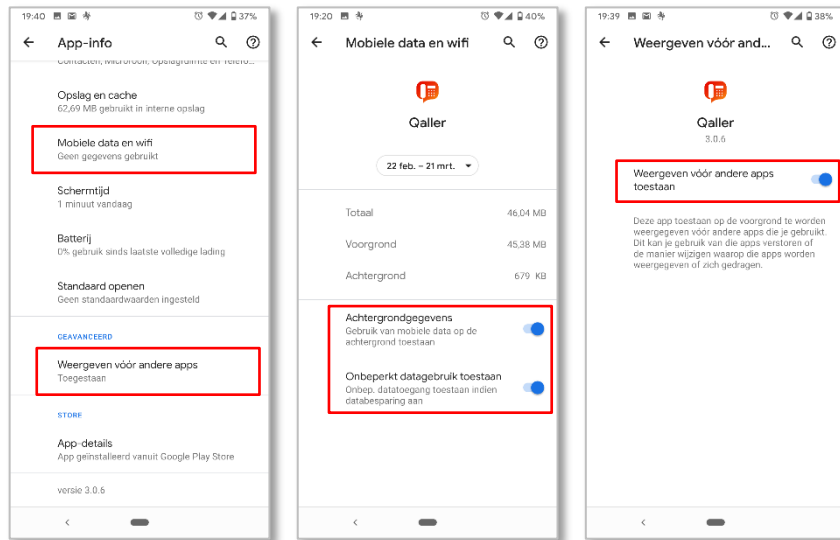 19:40
37%
App-info
Contacten, Microfoon, Opslagruimte en Telefo...
Opslag en cache
62,69 MB gebruikt in interne opslag
Mobiele data en wifi
Geen gegevens gebruikt
Schermtijd
1 minuut vandaag
Batterij
0% gebruik sinds laatste volledige lading
Standaard openen
Geen standaardwaarden ingesteld
GEAVANCEERD
Weergeven vóór andere apps
Toegestaan
STORE
App-details
App geïnstalleerd vanuit Google Play Store
versie 3.0.6
19:20
40%
Mobiele data en wifi
Qaller
22 feb. – 21 mrt.
Totaal 46,04 MB
Voorgrond 45,38 MB
Achtergrond 679 KB
Achtergrondgegevens
Gebruik van mobiele data op de
achtergrond toestaan
Onbeperkt datagebruik toestaan
Onbep. datatoegang toestaan indien
databesparing aan
19:39
38%
Weergeven vóór and...
Qaller
3.0.6
Weergeven vóór andere apps
toestaan
Deze app toestaan op de voorgrond te worden
weergegeven vóór andere apps die je gebruikt.
Dit kan je gebruik van die apps verstoren of
de manier wijzigen waarop die apps worden
weergegeven of zich gedragen.